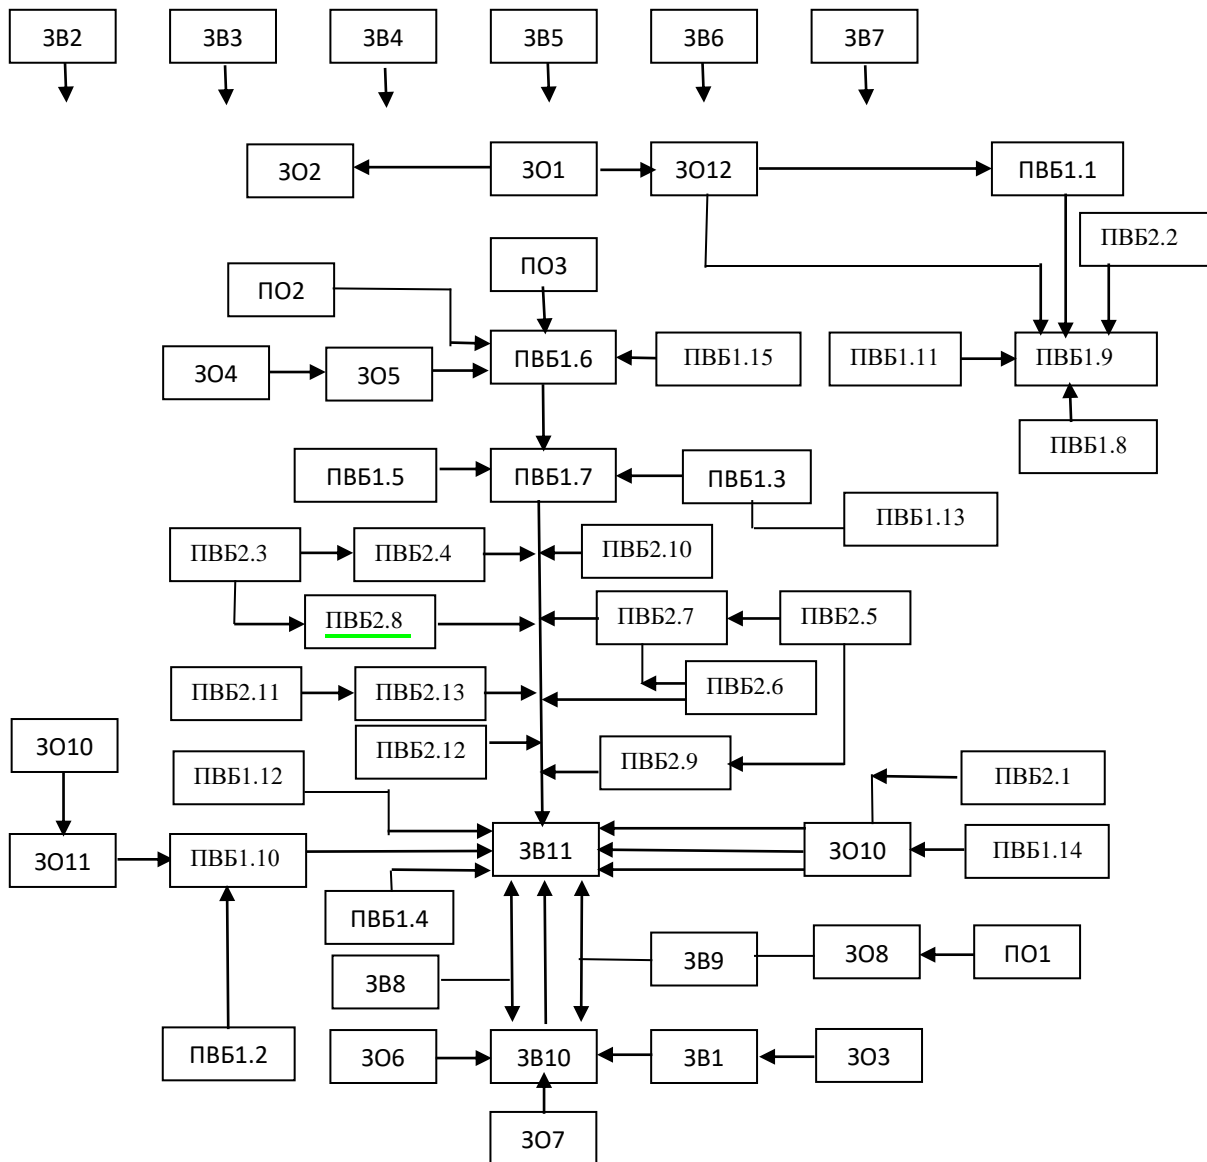 ЗВ2 ЗВ3 ЗВ4 ЗВ5 ЗВ6 ЗВ7
ЗО2 ЗО1 ЗО12 ПВБ1.1
ПВБ2.2
ПО3
ПО2
ЗО4 ЗО5 ПВБ1.6 ПВБ1.15 ПВБ1.11 ПВБ1.9
ПВБ1.8
ПВБ1.5 ПВБ1.7 ПВБ1.3
ПВБ1.13
ПВБ2.3 ПВБ2.4 ПВБ2.10
ПВБ2.8 ПВБ2.7 ПВБ2.5
ПВБ2.11 ПВБ2.13 ПВБ2.6
ЗО10 ПВБ2.12 ПВБ2.9
ПВБ1.12 ПВБ2.1
ЗО11 ПВБ1.10 ЗВ11 ЗО10 ПВБ1.14
ПВБ1.4
ЗВ8 ЗВ9 ЗО8 ПО1
ПВБ1.2 ЗО6 ЗВ10 ЗВ1 ЗО3
ЗО7